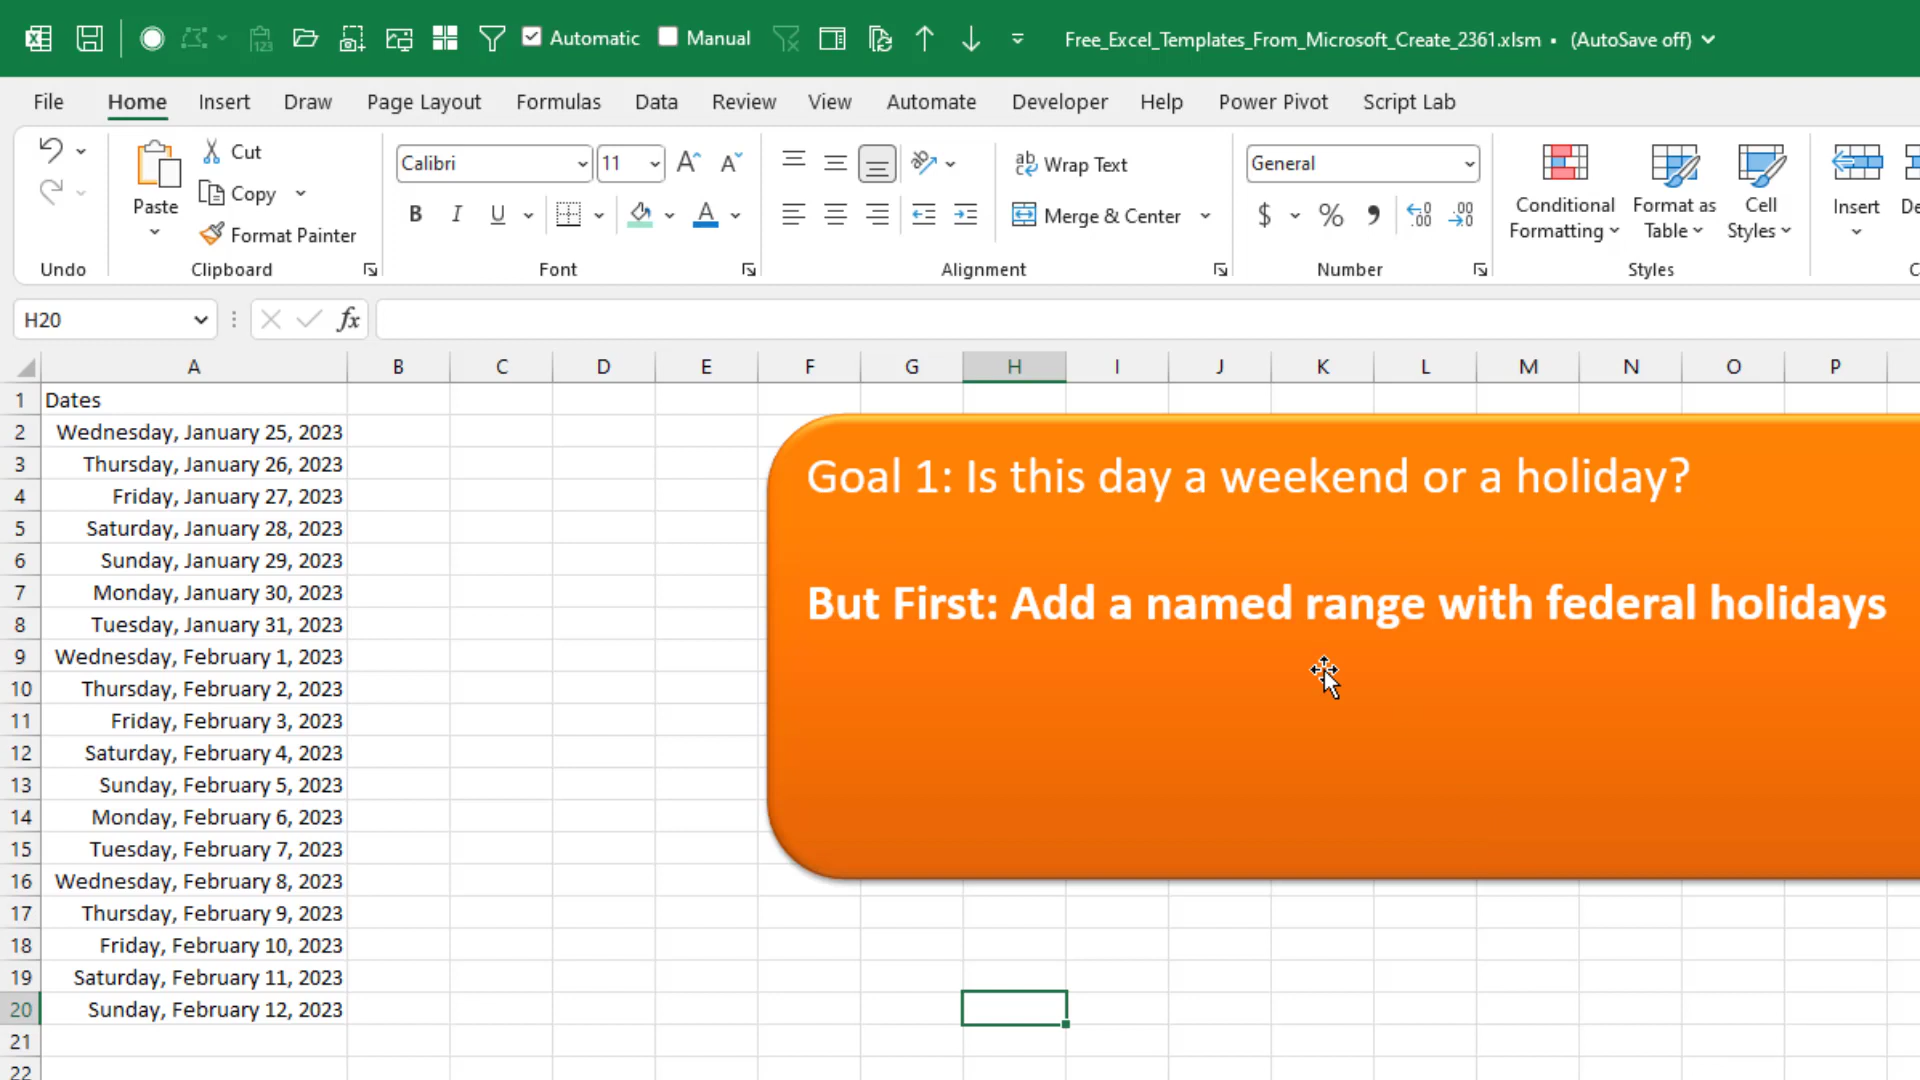 Automatic Manual Free_Excel_Templates_From_Microsoft_Create_2361.xlsm • (AutoSave off)
File Home Insert Draw Page Layout Formulas Data Review View Automate Developer Help Power Pivot Script Lab
Paste
Cut
Copy
Format Painter
Calibri 11
B I U
Wrap Text
Merge & Center
General
$ % 9
Conditional Formatting
Format as Table
Cell Styles
Insert
Undo Clipboard Font Alignment Number Styles
H20 fx
A B C D E F G H I J K L M N O P
1 Dates
2 Wednesday, January 25, 2023
3 Thursday, January 26, 2023
4 Friday, January 27, 2023
5 Saturday, January 28, 2023
6 Sunday, January 29, 2023
7 Monday, January 30, 2023
8 Tuesday, January 31, 2023
9 Wednesday, February 1, 2023
10 Thursday, February 2, 2023
11 Friday, February 3, 2023
12 Saturday, February 4, 2023
13 Sunday, February 5, 2023
14 Monday, February 6, 2023
15 Tuesday, February 7, 2023
16 Wednesday, February 8, 2023
17 Thursday, February 9, 2023
18 Friday, February 10, 2023
19 Saturday, February 11, 2023
20 Sunday, February 12, 2023
21
22
Goal 1: Is this day a weekend or a holiday?
But First: Add a named range with federal holidays